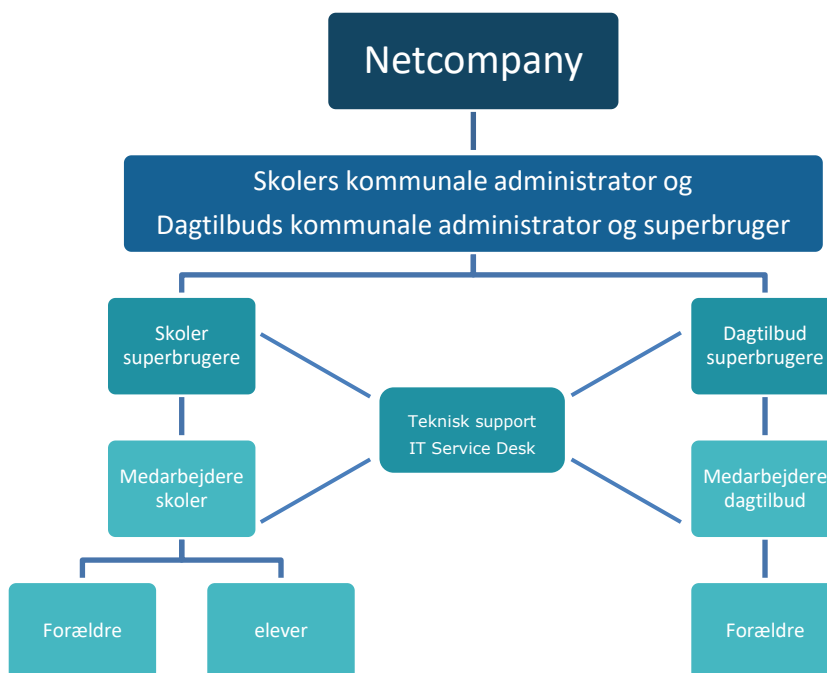 Netcompany
Skolers kommunale administrator og
Dagtilbuds kommunale administrator og superbruger
Skoler
superbrugere
Dagtilbud
superbrugere
Teknisk support
IT Service Desk
Medarbejdere
skoler
Medarbejdere
dagtilbud
Forældre
elever
Forældre